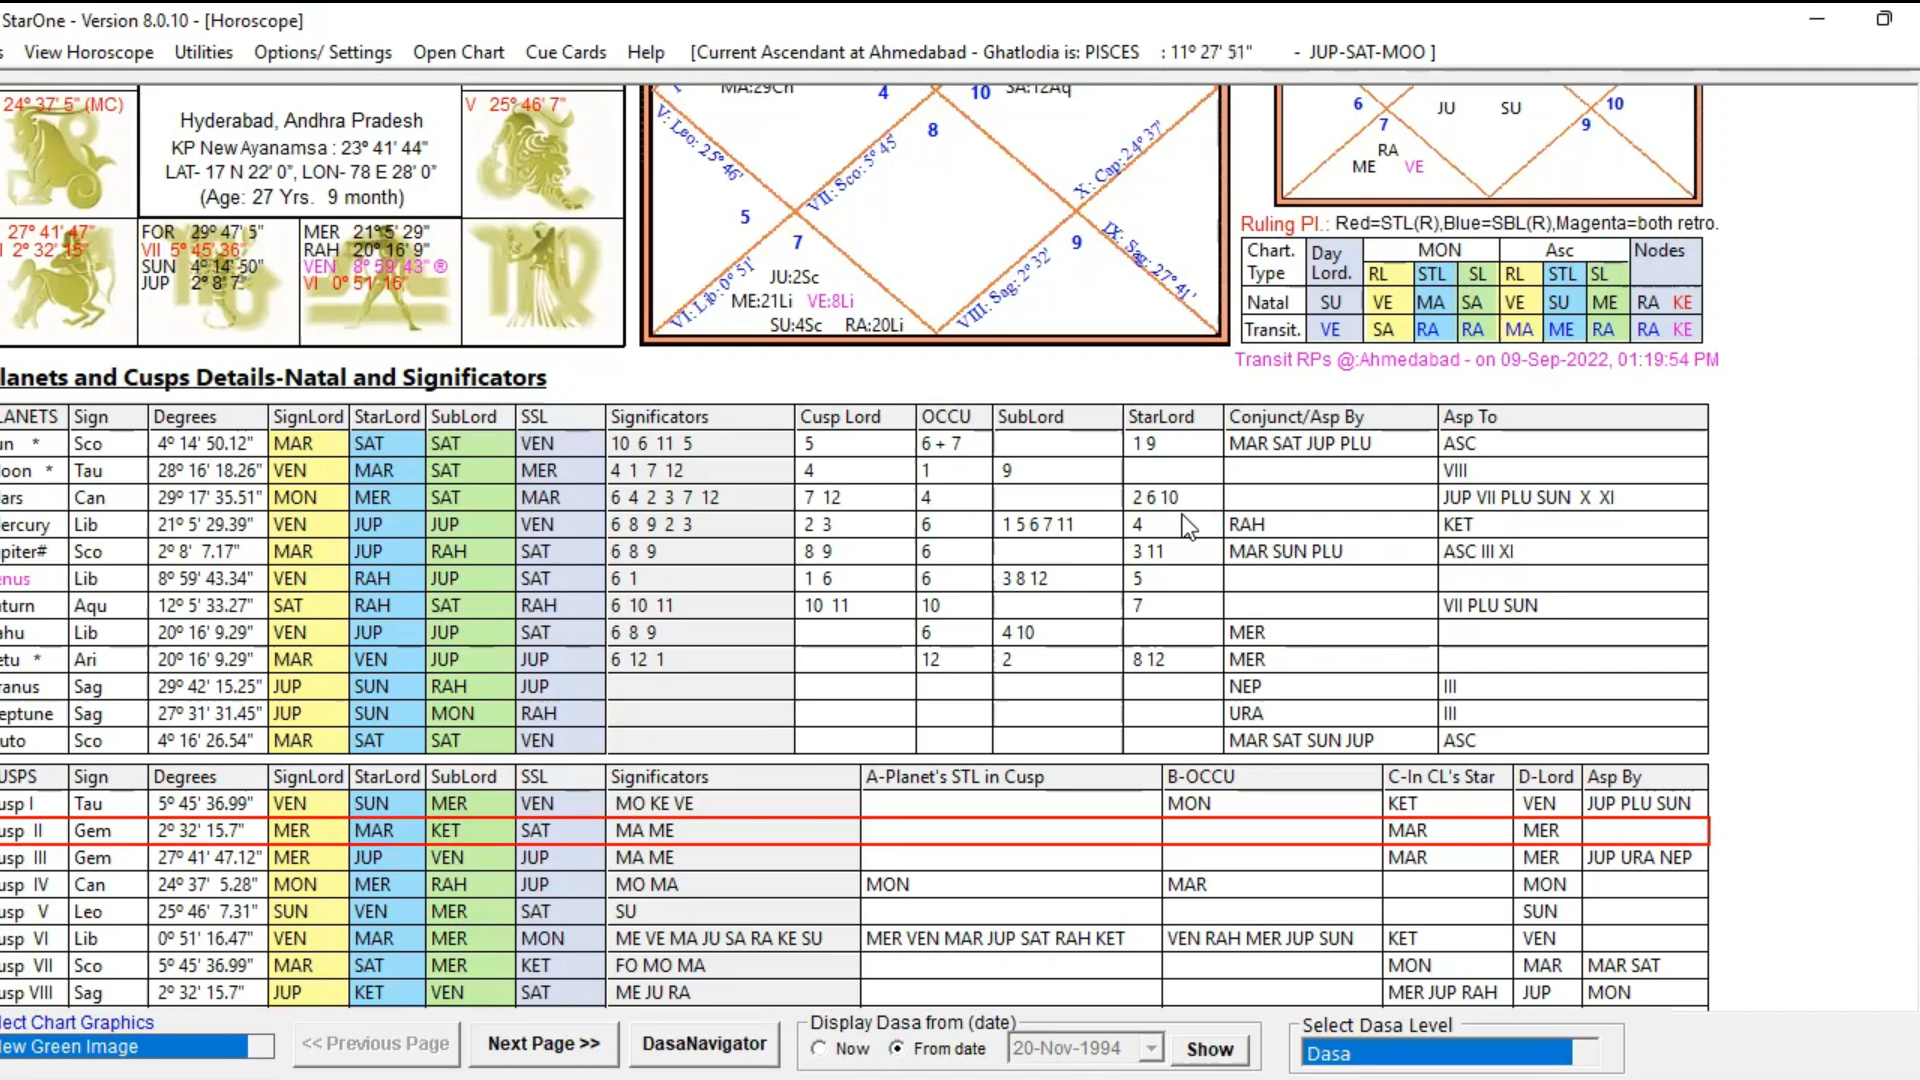 StarOne - Version 8.0.10 - [Horoscope]
s View Horoscope Utilities Options/ Settings Open Chart Cue Cards Help [Current Ascendant at Ahmedabad - Ghatlodia is: PISCES : 11° 27' 51" - JUP-SAT-MOO ]
24° 37' 5" (MC)
Hyderabad, Andhra Pradesh
KP New Ayanamsa : 23° 41' 44"
LAT- 17 N 22' 0", LON- 78 E 28' 0"
(Age: 27 Yrs. 9 month)
V 25° 46' 7"
27° 41' 47"
I 2° 32' 15"
FOR 29° 47' 5"
VII 5° 45' 36"
SUN 4° 14' 50"
JUP 2° 8' 7"
MER 21° 5' 29"
RAH 20° 16' 9"
VEN 8° 59' 43" ®
VI 0° 51' 16"
MA:29Cn
4
10
SA:12Aq
8
V: Leo: 25° 46'
VII: Sco: 5° 45'
X: Cap: 24° 37'
5
7
9
JU:2Sc
ME:21Li VE:8Li
SU:4Sc RA:20Li
VI: Lib: 0° 51'
VIII: Sag: 2° 32'
IX: Sag: 27° 41'
6
JU SU
10
7
9
RA
ME VE
Ruling Pl.: Red=STL(R),Blue=SBL(R),Magenta=both retro.
Chart. Type Day Lord. MON Asc Nodes
RL STL SL RL STL SL
Natal SU VE MA SA VE SU ME RA KE
Transit. VE SA RA RA MA ME RA RA KE
Transit RPs @:Ahmedabad - on 09-Sep-2022, 01:19:54 PM
lanets and Cusps Details-Natal and Significators
LANETS Sign Degrees SignLord StarLord SubLord SSL Significators Cusp Lord OCCU SubLord StarLord Conjunct/Asp By Asp To
un * Sco 4° 14' 50.12" MAR SAT SAT VEN 10 6 11 5 5 6 + 7 1 9 MAR SAT JUP PLU ASC
oon * Tau 28° 16' 18.26" VEN MAR SAT MER 4 1 7 12 4 1 9 VIII
ars Can 29° 17' 35.51" MON MER SAT MAR 6 4 2 3 7 12 7 12 4 2 6 10 JUP VII PLU SUN X XI
ercury Lib 21° 5' 29.39" VEN JUP JUP VEN 6 8 9 2 3 2 3 6 1 5 6 7 11 4 RAH KET
piter# Sco 2° 8' 7.17" MAR JUP RAH SAT 6 8 9 8 9 6 3 11 MAR SUN PLU ASC III XI
enus Lib 8° 59' 43.34" VEN RAH JUP SAT 6 1 1 6 6 3 8 12 5
turn Aqu 12° 5' 33.27" SAT RAH SAT RAH 6 10 11 10 11 10 7 VII PLU SUN
ahu Lib 20° 16' 9.29" VEN JUP JUP SAT 6 8 9 6 4 10 MER
etu * Ari 20° 16' 9.29" MAR VEN JUP JUP 6 12 1 12 2 8 12 MER
ranus Sag 29° 42' 15.25" JUP SUN RAH JUP NEP III
eptune Sag 27° 31' 31.45" JUP SUN MON RAH URA III
uto Sco 4° 16' 26.54" MAR SAT SAT VEN MAR SAT SUN JUP ASC
USPS Sign Degrees SignLord StarLord SubLord SSL Significators A-Planet's STL in Cusp B-OCCU C-In CL's Star D-Lord Asp By
usp I Tau 5° 45' 36.99" VEN SUN MER VEN MO KE VE MON KET VEN JUP PLU SUN
usp II Gem 2° 32' 15.7" MER MAR KET SAT MA ME MAR MER
usp III Gem 27° 41' 47.12" MER JUP VEN JUP MA ME MAR MER JUP URA NEP
usp IV Can 24° 37' 5.28" MON MER RAH JUP MO MA MON MAR MON
usp V Leo 25° 46' 7.31" SUN VEN MER SAT SU SUN
usp VI Lib 0° 51' 16.47" VEN MAR MER MON ME VE MA JU SA RA KE SU MER VEN MAR JUP SAT RAH KET VEN RAH MER JUP SUN KET VEN
usp VII Sco 5° 45' 36.99" MAR SAT MER KET FO MO MA MON MAR MAR SAT
usp VIII Sag 2° 32' 15.7" JUP KET VEN SAT ME JU RA MER JUP RAH JUP MON
lect Chart Graphics
lew Green Image
<< Previous Page
Next Page >>
DasaNavigator
Display Dasa from (date)
Now From date 20-Nov-1994 Show
Select Dasa Level
Dasa